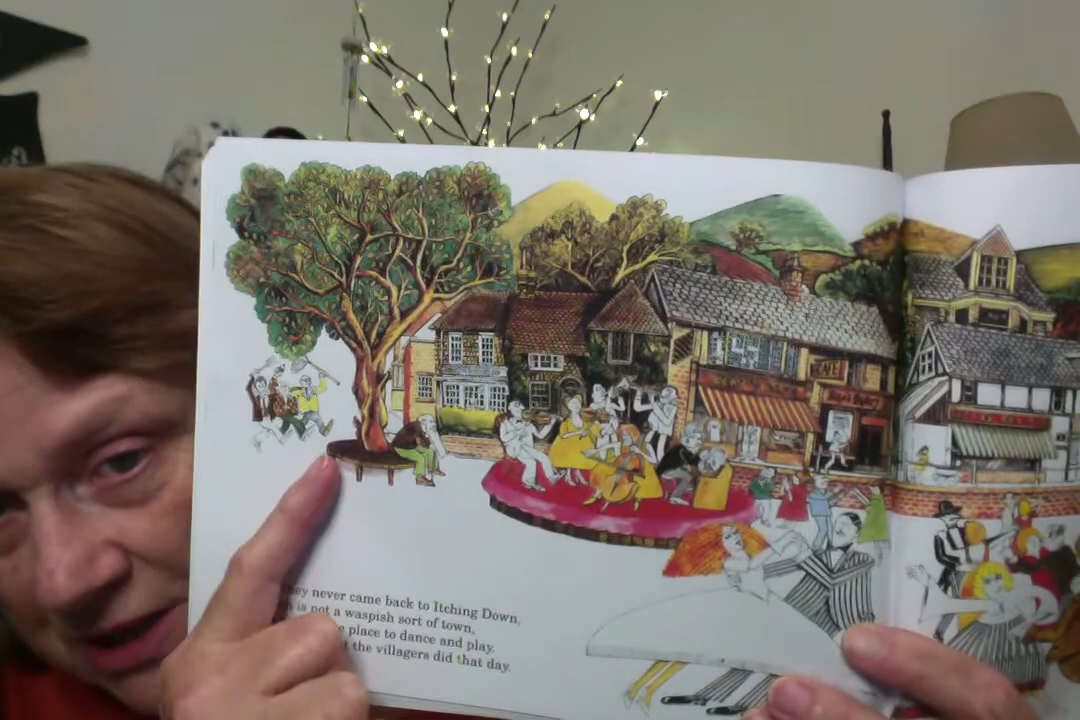 ey never came back to Itching Down,
is not a waspish sort of town,
place to dance and play.
t the villagers did that day.